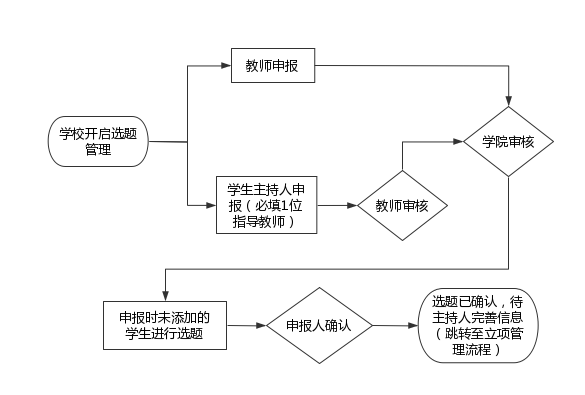 教师申报
学校开启选题
管理
学院审核
学生主持人申
报（必填1位
指导教师）
教师审核
申报时未添加的
学生进行选题
申报人确认
选题已确认，待
主持人完善信息
（跳转至立项管
理流程）